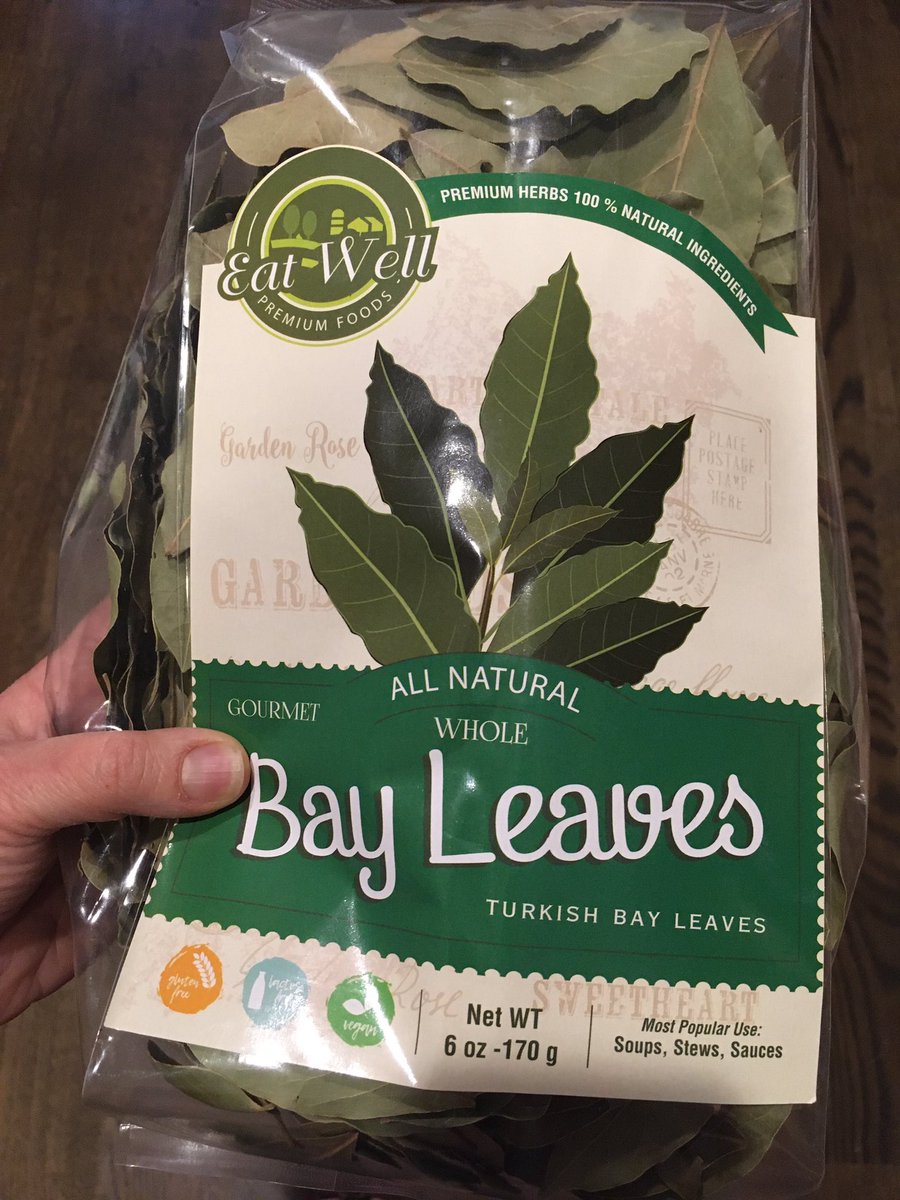 PREMIUM HERBS 100 % NATURAL INGREDIENTS
Eat Well
PREMIUM FOODS
Garden Rose
PLACE
POSTAGE
STAMP
HERE
ALL NATURAL
GOURMET
WHOLE
Bay Leaves
TURKISH BAY LEAVES
gluten
free
vegan
Rose
SWEETHEART
Net WT
6 oz -170 g
Most Popular Use:
Soups, Stews, Sauces